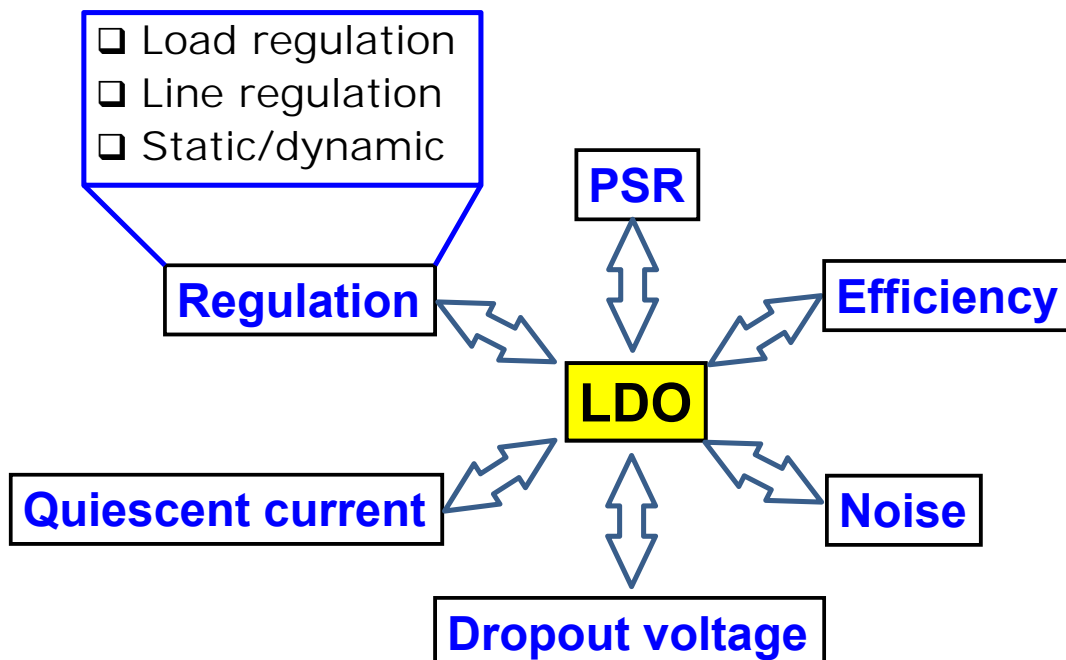 ❑ Load regulation
❑ Line regulation
❑ Static/dynamic
PSR
Regulation
Efficiency
LDO
Quiescent current
Noise
Dropout voltage